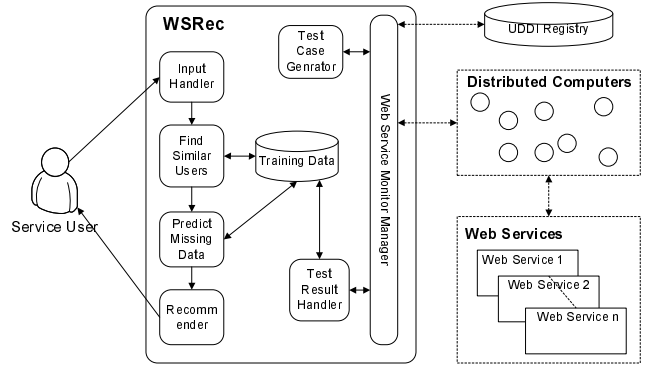 WSRec
Input
Handler
Find
Similar
Users
Predict
Missing
Data
Recomm
ender
Service User
Test
Case
Genrator
Training Data
Test
Result
Handler
Web Service Monitor Manager
UDDI Registry
Distributed Computers
Web Services
Web Service 1
Web Service 2
Web Service n